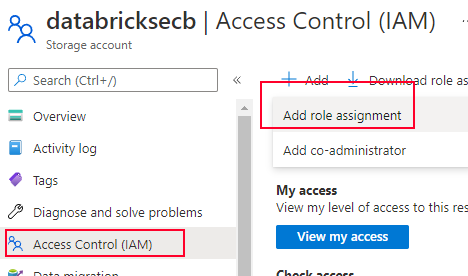 databricksecb | Access Control (IAM)
Storage account
Search (Ctrl+/)
Add
Download role as
Overview
Activity log
Tags
Diagnose and solve problems
Access Control (IAM)
Data migration
Add role assignment
Add co-administrator
My access
View my level of access to this res
View my access
Check access